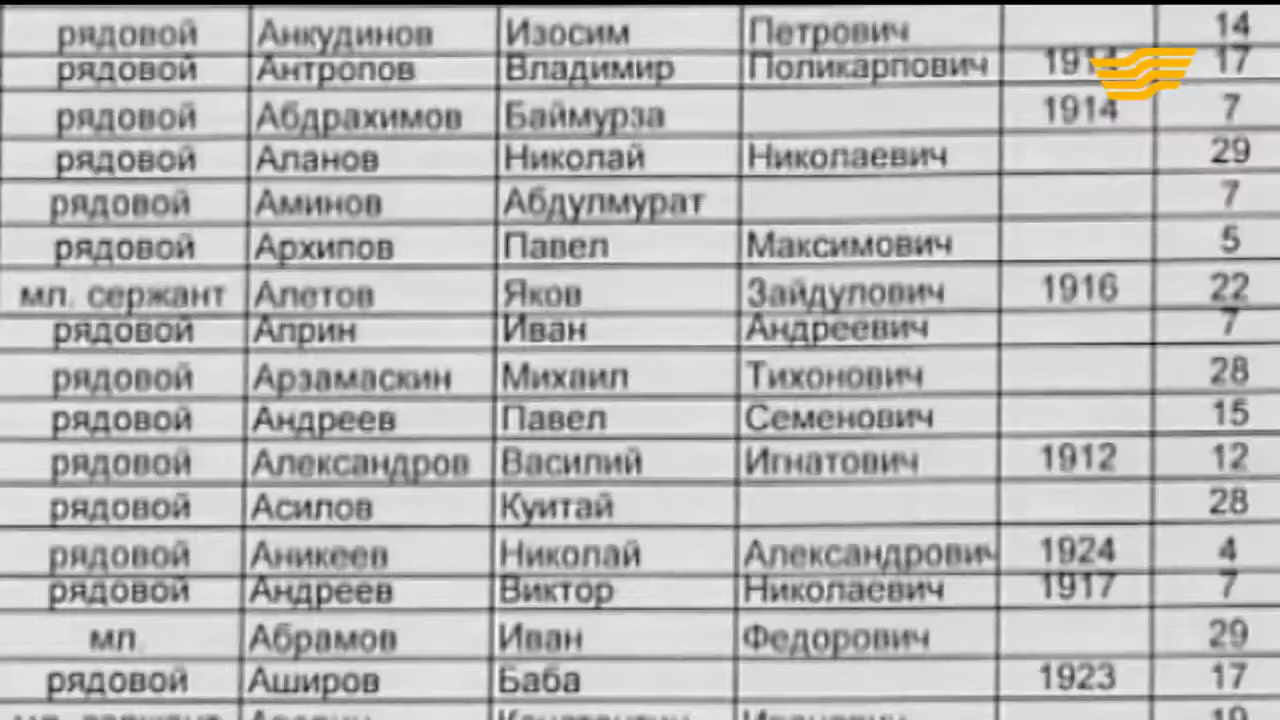 рядовой Анкудинов Изосим Петрович 14
рядовой Антропов Владимир Поликарпович 1914 17
рядовой Абдрахимов Баймурза 1914 7
рядовой Аланов Николай Николаевич 29
рядовой Аминов Абдулмурат 7
рядовой Архипов Павел Максимович 5
мл. сержант Алетов Яков Зайдулович 1916 22
рядовой Априн Иван Андреевич 7
рядовой Арзамаскин Михаил Тихонович 28
рядовой Андреев Павел Семенович 15
рядовой Александров Василий Игнатович 1912 12
рядовой Асилов Куитай 28
рядовой Аникеев Николай Александрович 1924 4
рядовой Андреев Виктор Николаевич 1917 7
мл. Абрамов Иван Федорович 29
рядовой Аширов Баба 1923 17